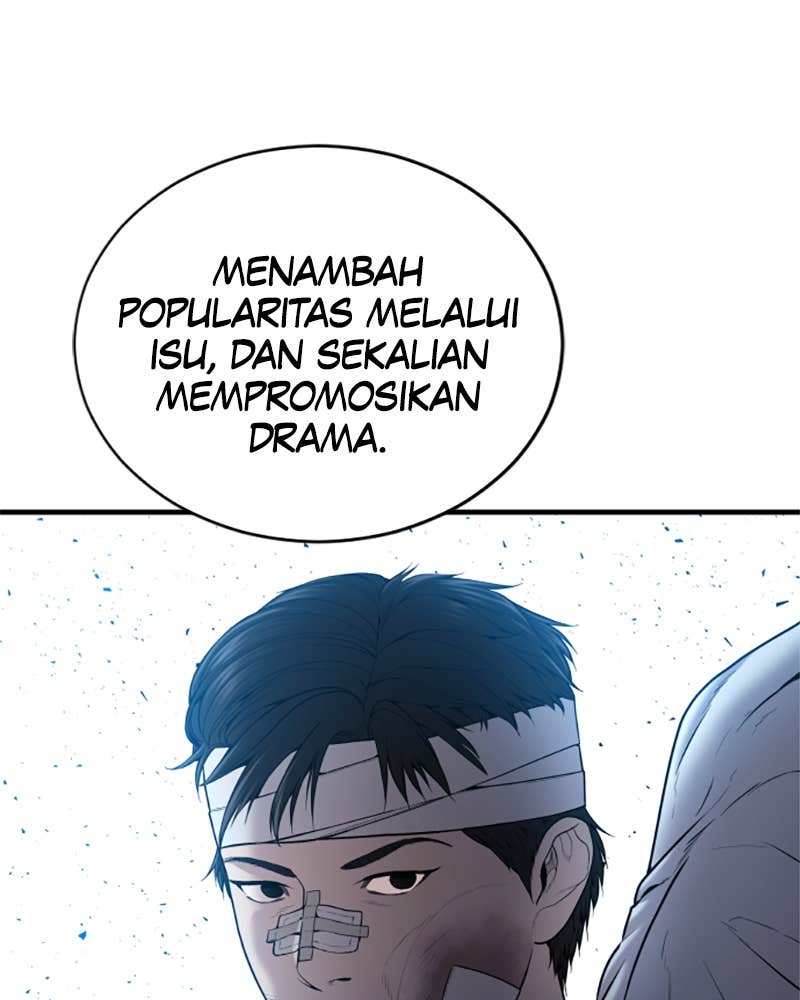 MENAMBAH
POPULARITAS MELALUI
ISU, DAN SEKALIAN
MEMPROMOSIKAN
DRAMA.